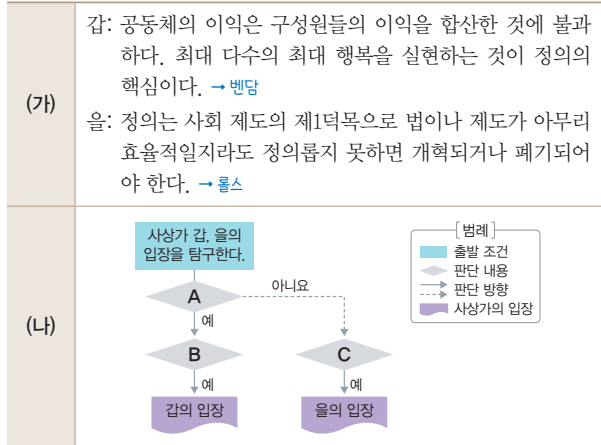 (가)
갑: 공동체의 이익은 구성원들의 이익을 합산한 것에 불과
하다. 최대 다수의 최대 행복을 실현하는 것이 정의의
핵심이다. → 벤담
을: 정의는 사회 제도의 제1덕목으로 법이나 제도가 아무리
효율적일지라도 정의롭지 못하면 개혁되거나 폐기되어
야 한다. → 롤스
(나)
사상가 갑, 을의
입장을 탐구한다.
A
아니요
예
B
C
예
예
갑의 입장
을의 입장
[범례]
출발 조건
판단 내용
판단 방향
사상가의 입장